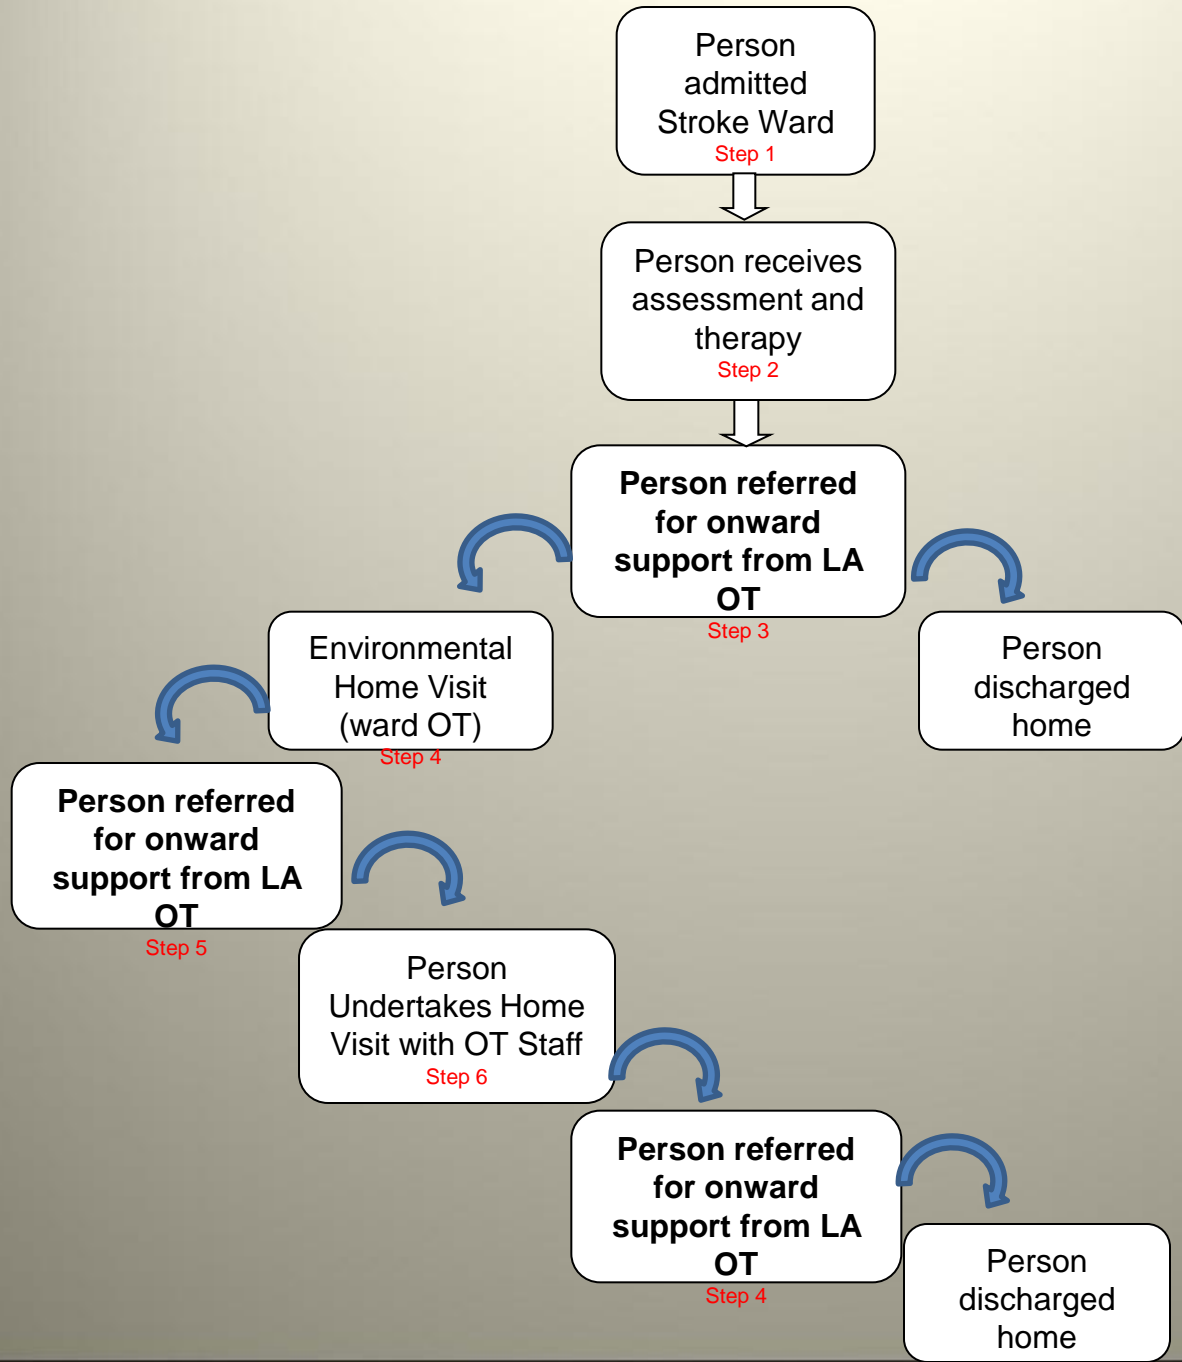 Person
admitted
Stroke Ward
Step 1
Person receives
assessment and
therapy
Step 2
Person referred
for onward
support from LA
OT
Step 3
Person
discharged
home
Environmental
Home Visit
(ward OT)
Step 4
Person referred
for onward
support from LA
OT
Step 5
Person
Undertakes Home
Visit with OT Staff
Step 6
Person referred
for onward
support from LA
OT
Step 4
Person
discharged
home